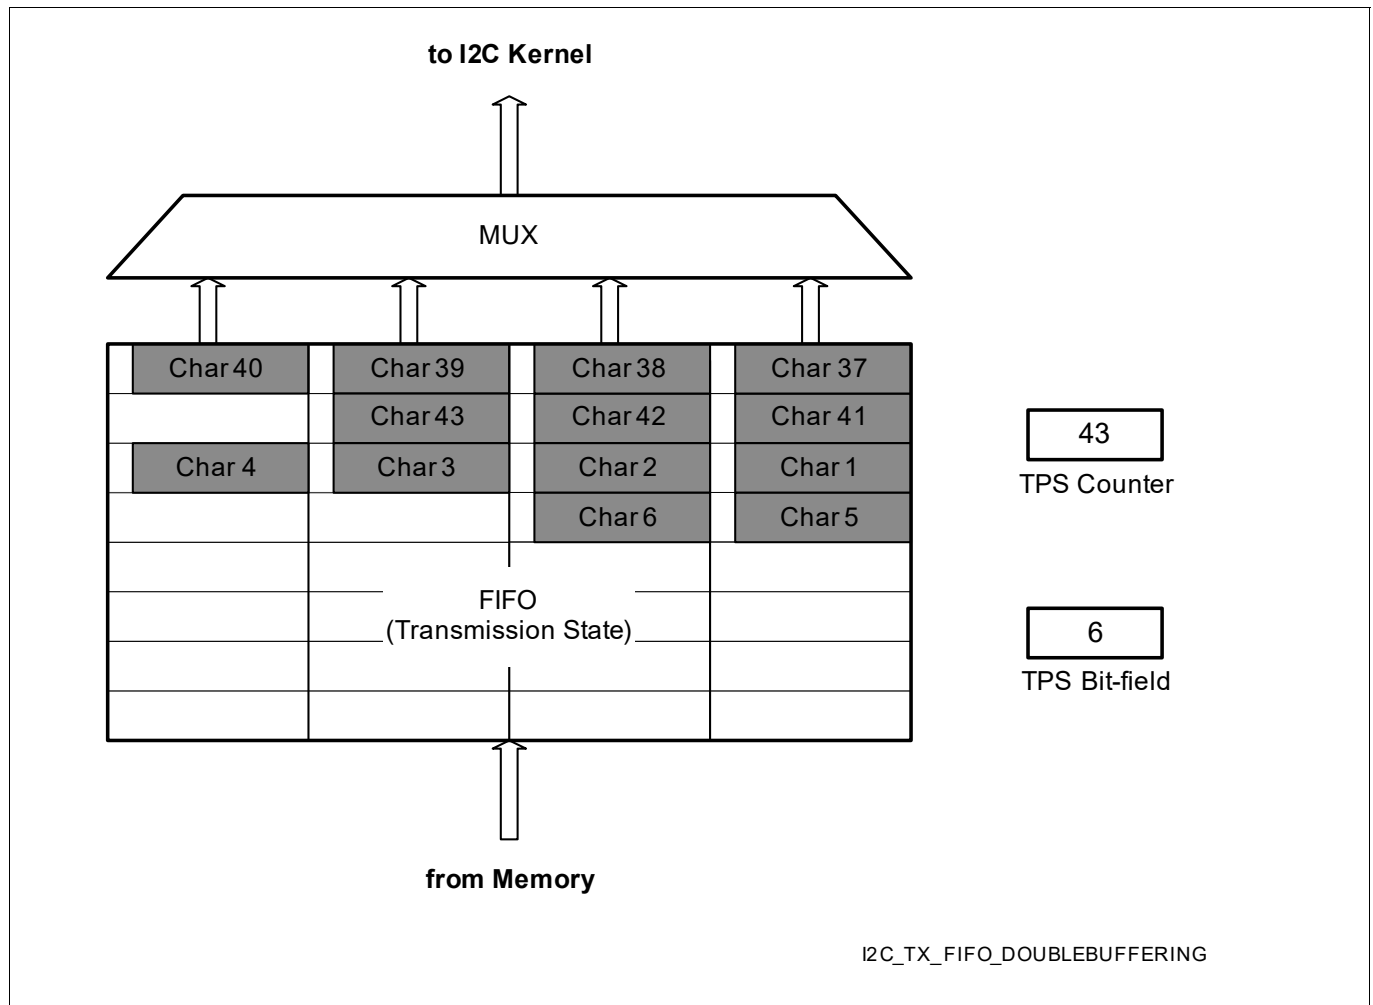 to I2C Kernel
MUX
Char 40 Char 39 Char 38 Char 37
Char 43 Char 42 Char 41
Char 4 Char 3 Char 2 Char 1
Char 6 Char 5
43
TPS Counter
FIFO
(Transmission State)
6
TPS Bit-field
from Memory
I2C_TX_FIFO_DOUBLEBUFFERING